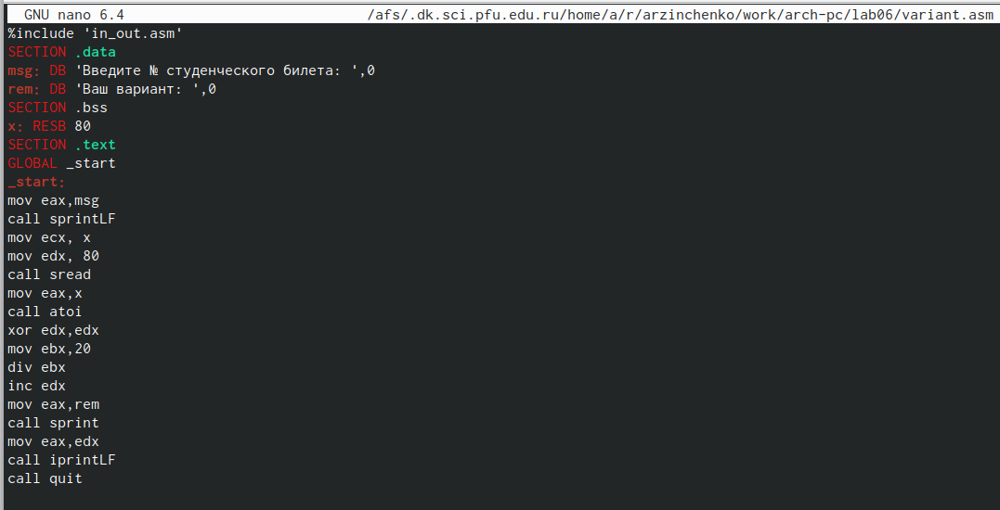 GNU nano 6.4 /afs/.dk.sci.pfu.edu.ru/home/a/r/arzinchenko/work/arch-pc/lab06/variant.asm
%include 'in_out.asm'
SECTION .data
msg: DB 'Введите № студенческого билета: ',0
rem: DB 'Ваш вариант: ',0
SECTION .bss
x: RESB 80
SECTION .text
GLOBAL _start
_start:
mov eax,msg
call sprintLF
mov ecx, x
mov edx, 80
call sread
mov eax,x
call atoi
xor edx,edx
mov ebx,20
div ebx
inc edx
mov eax,rem
call sprint
mov eax,edx
call iprintLF
call quit